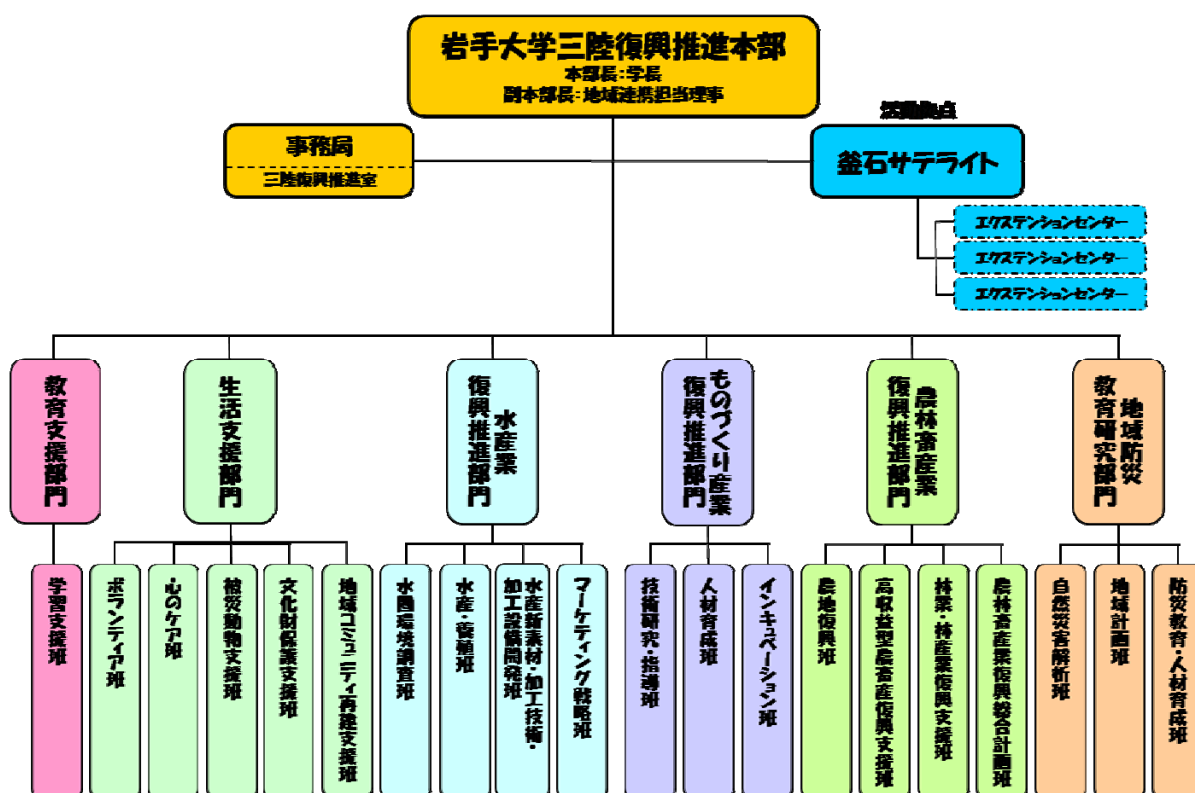 岩手大学三陸復興推進本部
本部長：学長
副本部長：地域連携担当理事
事務局
三陸復興推進室
活動拠点
釜石サテライト
エクステンションセンター
エクステンションセンター
エクステンションセンター
教育支援部門
生活支援部門
水産業
復興推進部門
ものづくり産業
復興推進部門
農林畜産業
復興推進部門
地域防災
教育研究部門
学習支援班
ボランティア班
心のケア班
被災動物支援班
文化財保護支援班
地域コミュニティ再建支援班
水圏環境調査班
水産・養殖班
水産新素材・加工技術・
加工設備開発班
マーケティング戦略班
技術研究・指導班
人材育成班
インキュベーション班
農地復興班
高収益型農畜産復興支援班
林業・林産業復興支援班
農林畜産業復興総合計画班
自然災害解析班
地域計画班
防災教育・人材育成班